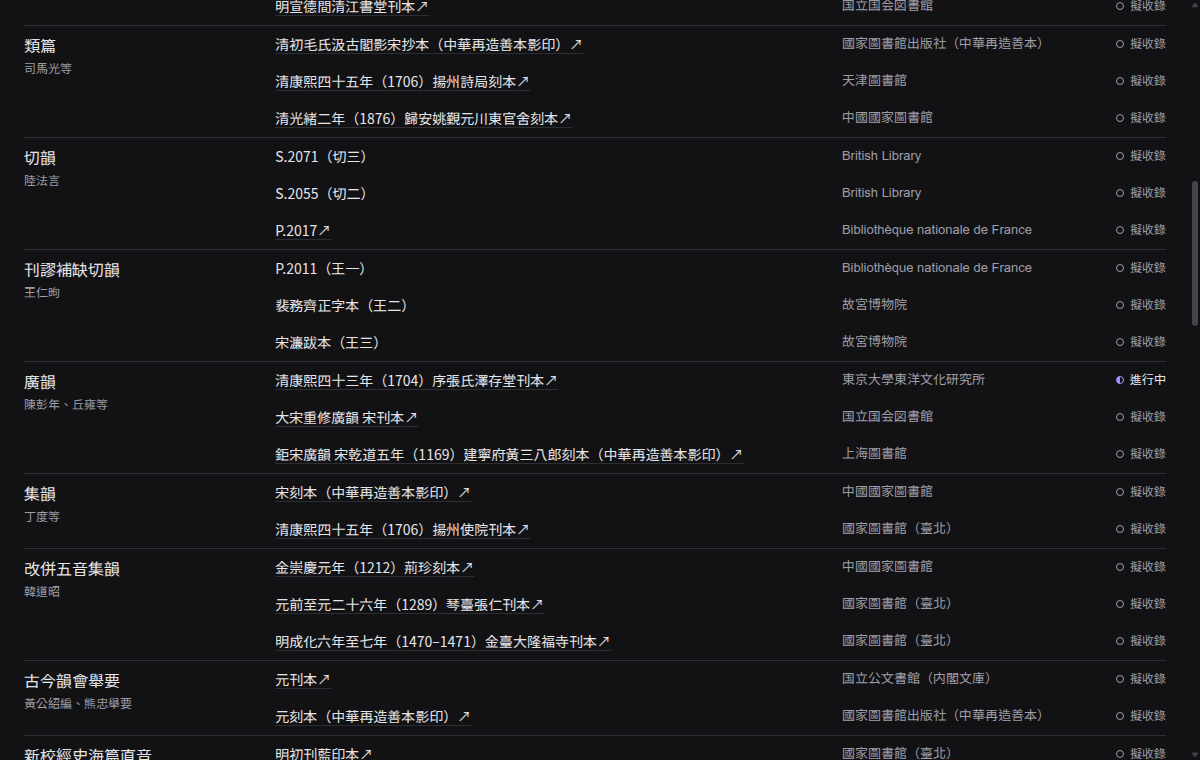 明宣德間清江書堂刊本↗ 国立国会図書館 擬收錄
類篇 清初毛氏汲古閣影宋抄本（中華再造善本影印）↗ 國家圖書館出版社（中華再造善本） 擬收錄
司馬光等
清康熙四十五年（1706）揚州詩局刻本↗ 天津圖書館 擬收錄
清光緒二年（1876）歸安姚覲元川東官舍刻本↗ 中國國家圖書館 擬收錄
切韻 S.2071（切三） British Library 擬收錄
陸法言
S.2055（切二） British Library 擬收錄
P.2017↗ Bibliothèque nationale de France 擬收錄
刊謬補缺切韻 P.2011（王一） Bibliothèque nationale de France 擬收錄
王仁昫
裴務齊正字本（王二） 故宮博物院 擬收錄
宋濂跋本（王三） 故宮博物院 擬收錄
廣韻 清康熙四十三年（1704）序張氏澤存堂刊本↗ 東京大學東洋文化研究所 進行中
陳彭年、丘雍等
大宋重修廣韻 宋刊本↗ 国立国会図書館 擬收錄
鉅宋廣韻 宋乾道五年（1169）建寧府黃三八郎刻本（中華再造善本影印）↗ 上海圖書館 擬收錄
集韻 宋刻本（中華再造善本影印）↗ 中國國家圖書館 擬收錄
丁度等
清康熙四十五年（1706）揚州使院刊本↗ 國家圖書館（臺北） 擬收錄
改併五音集韻 金崇慶元年（1212）荊珍刻本↗ 中國國家圖書館 擬收錄
韓道昭
元前至元二十六年（1289）琴臺張仁刊本↗ 國家圖書館（臺北） 擬收錄
明成化六年至七年（1470–1471）金臺大隆福寺刊本↗ 國家圖書館（臺北） 擬收錄
古今韻會舉要 元刊本↗ 国立公文書館（内閣文庫） 擬收錄
黃公紹編、熊忠舉要
元刻本（中華再造善本影印）↗ 國家圖書館出版社（中華再造善本） 擬收錄
新校經史海篇直音 明初刊藍印本↗ 國家圖書館（臺北） 擬收錄